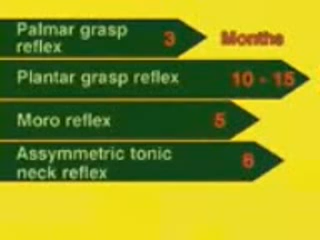 Palmar grasp
reflex 3 Months
Plantar grasp reflex 10 - 15
Moro reflex 5
Assymmetric tonic
neck reflex 6